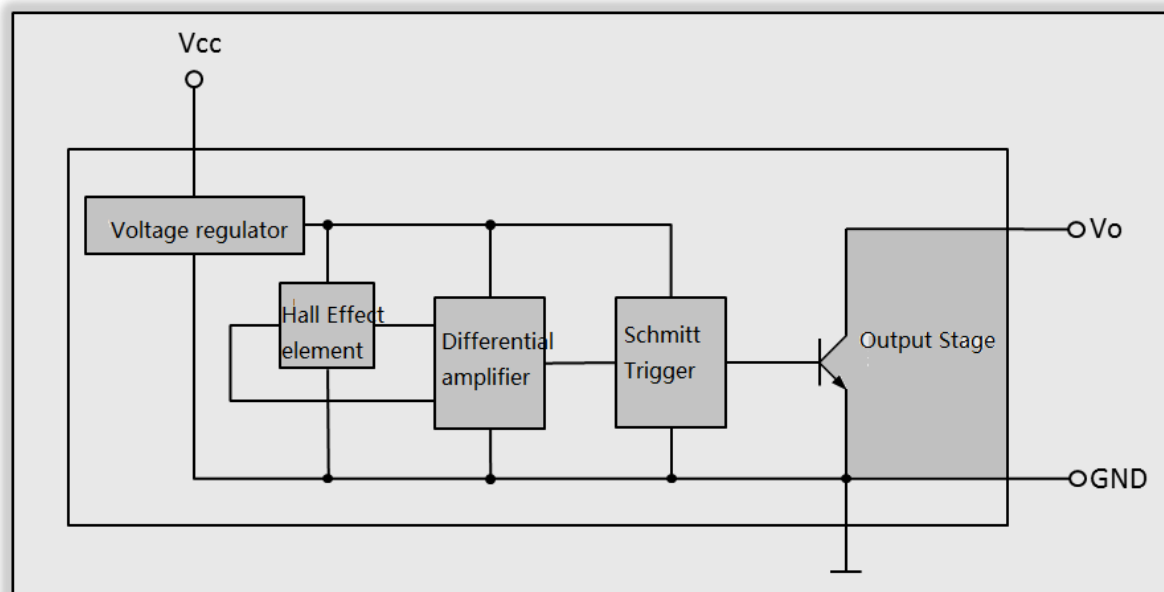 Vcc
Voltage regulator
Vo
Hall Effect
element
Differential
amplifier
Schmitt
Trigger
Output Stage
GND